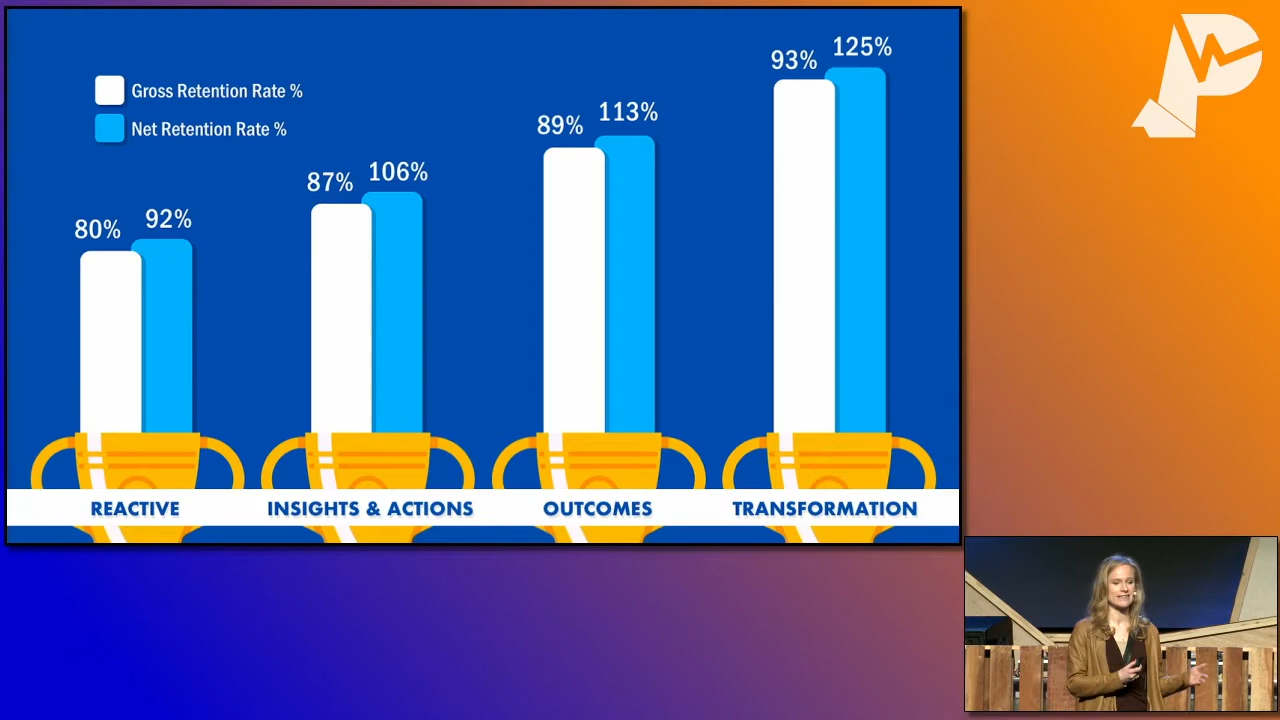 Gross Retention Rate %
Net Retention Rate %
80%
92%
87%
106%
89%
113%
93%
125%
REACTIVE
INSIGHTS & ACTIONS
OUTCOMES
TRANSFORMATION